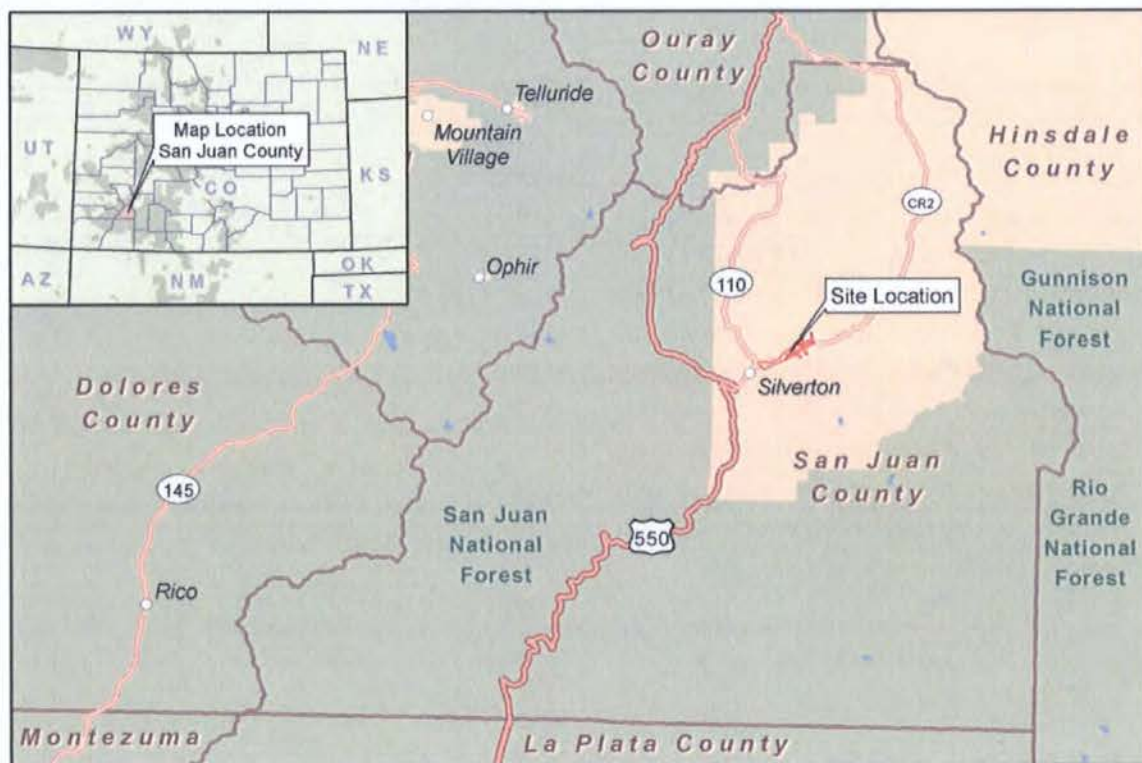 WY
NE
UT
Map Location
San Juan County
CO
KS
AZ
NM
OK
TX
Telluride
Mountain
Village
Ophir
Ouray
County
Hinsdale
County
CR2
110
Site Location
Silverton
Gunnison
National
Forest
Dolores
County
145
San Juan
County
San Juan
National
Forest
550
Rio
Grande
National
Forest
Rico
Montezuma
La Plata County